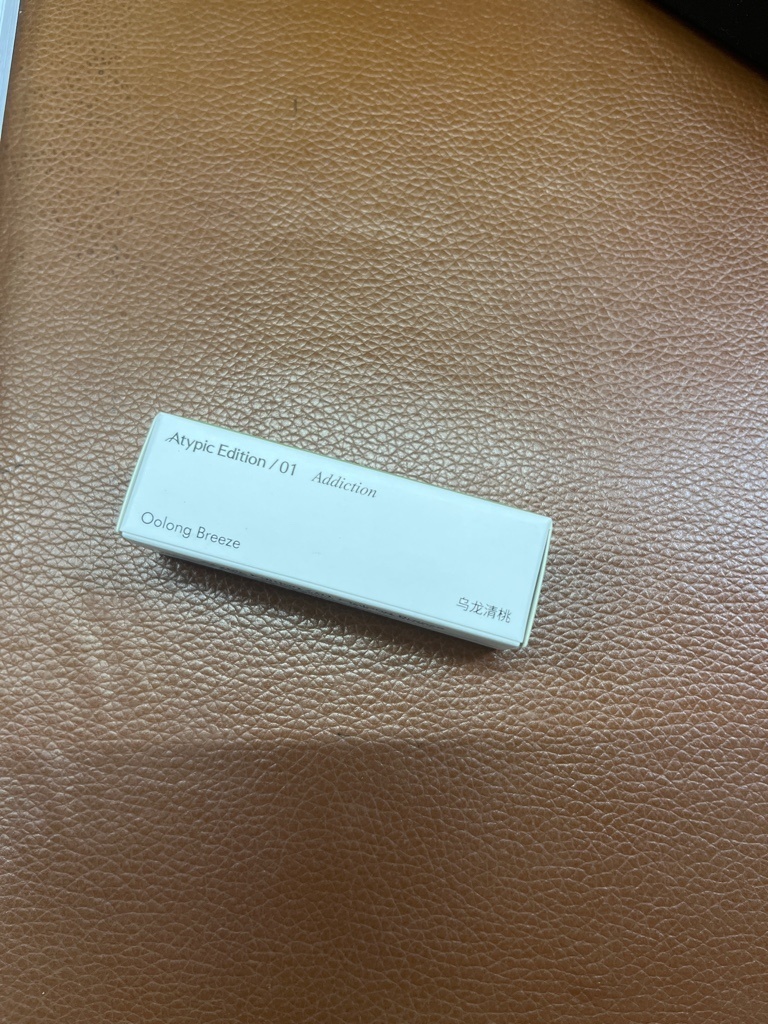 Atypic Edition / 01 Addiction
Oolong Breeze
乌龙清桃